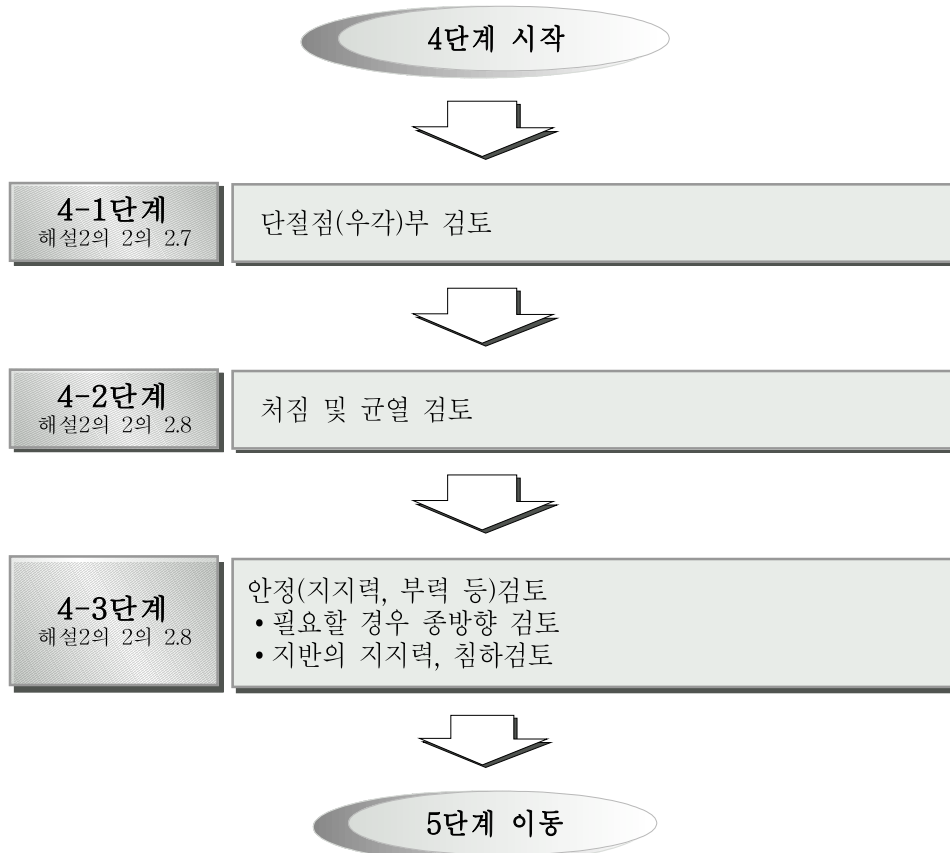 4단계 시작
4-1단계
해설2의 2의 2.7
단절점(우각)부 검토
4-2단계
해설2의 2의 2.8
처짐 및 균열 검토
4-3단계
해설2의 2의 2.8
안정(지지력, 부력 등)검토
• 필요할 경우 종방향 검토
• 지반의 지지력, 침하검토
5단계 이동